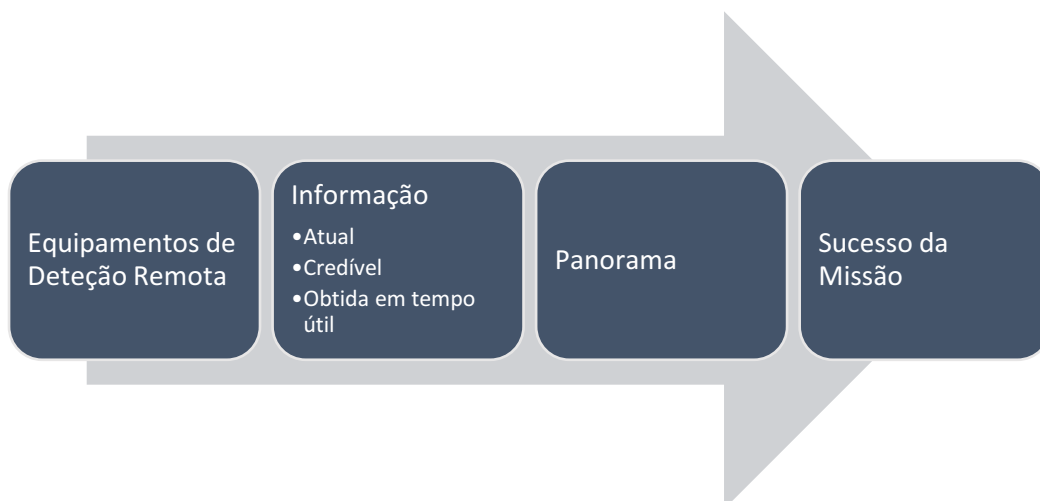 Equipamentos de
Deteção Remota
Informação
•Atual
•Credível
•Obtida em tempo
útil
Panorama
Sucesso da
Missão